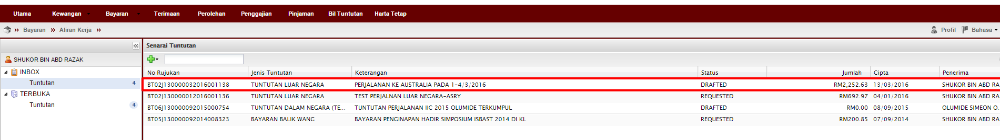 Utama Kewangan Bayaran Terimaan Perolehan Penggajian Pinjaman Bil Tuntutan Harta Tetap
Bayaran Aliran Kerja Profil Bahasa
Senarai Tuntutan
SHUKOR BIN ABD RAZAK
INBOX
Tuntutan 4
TERBUKA
Tuntutan 4
No Rujukan Jenis Tuntutan Keterangan Status Jumlah Cipta Penerima
BT02J130000032016001138 TUNTUTAN LUAR NEGARA PERJALANAN KE AUSTRALIA PADA 1-4/3/2016 DRAFTED RM2,252.63 13/03/2016 SHUKOR BIN ABD RA
BT02J130000012016001136 TUNTUTAN LUAR NEGARA TEST PERJALNAN LUAR NEGARA-ASRY REQUESTED RM692.97 04/01/2016 SHUKOR BIN ABD RA
BT06J130000092015000754 TUNTUTAN DALAM NEGARA (TE... TUNTUTAN PERJALANAN IIC 2015 OLUMIDE TERKUMPUL DRAFTED RM0.00 08/09/2015 OLUMIDE SIMEON O.
BT05J130000092014008323 BAYARAN BALIK WANG BAYARAN PENGINAPAN HADIR SIMPOSIUM ISBAST 2014 DI KL REQUESTED RM200.85 07/09/2014 SHUKOR BIN ABD RA